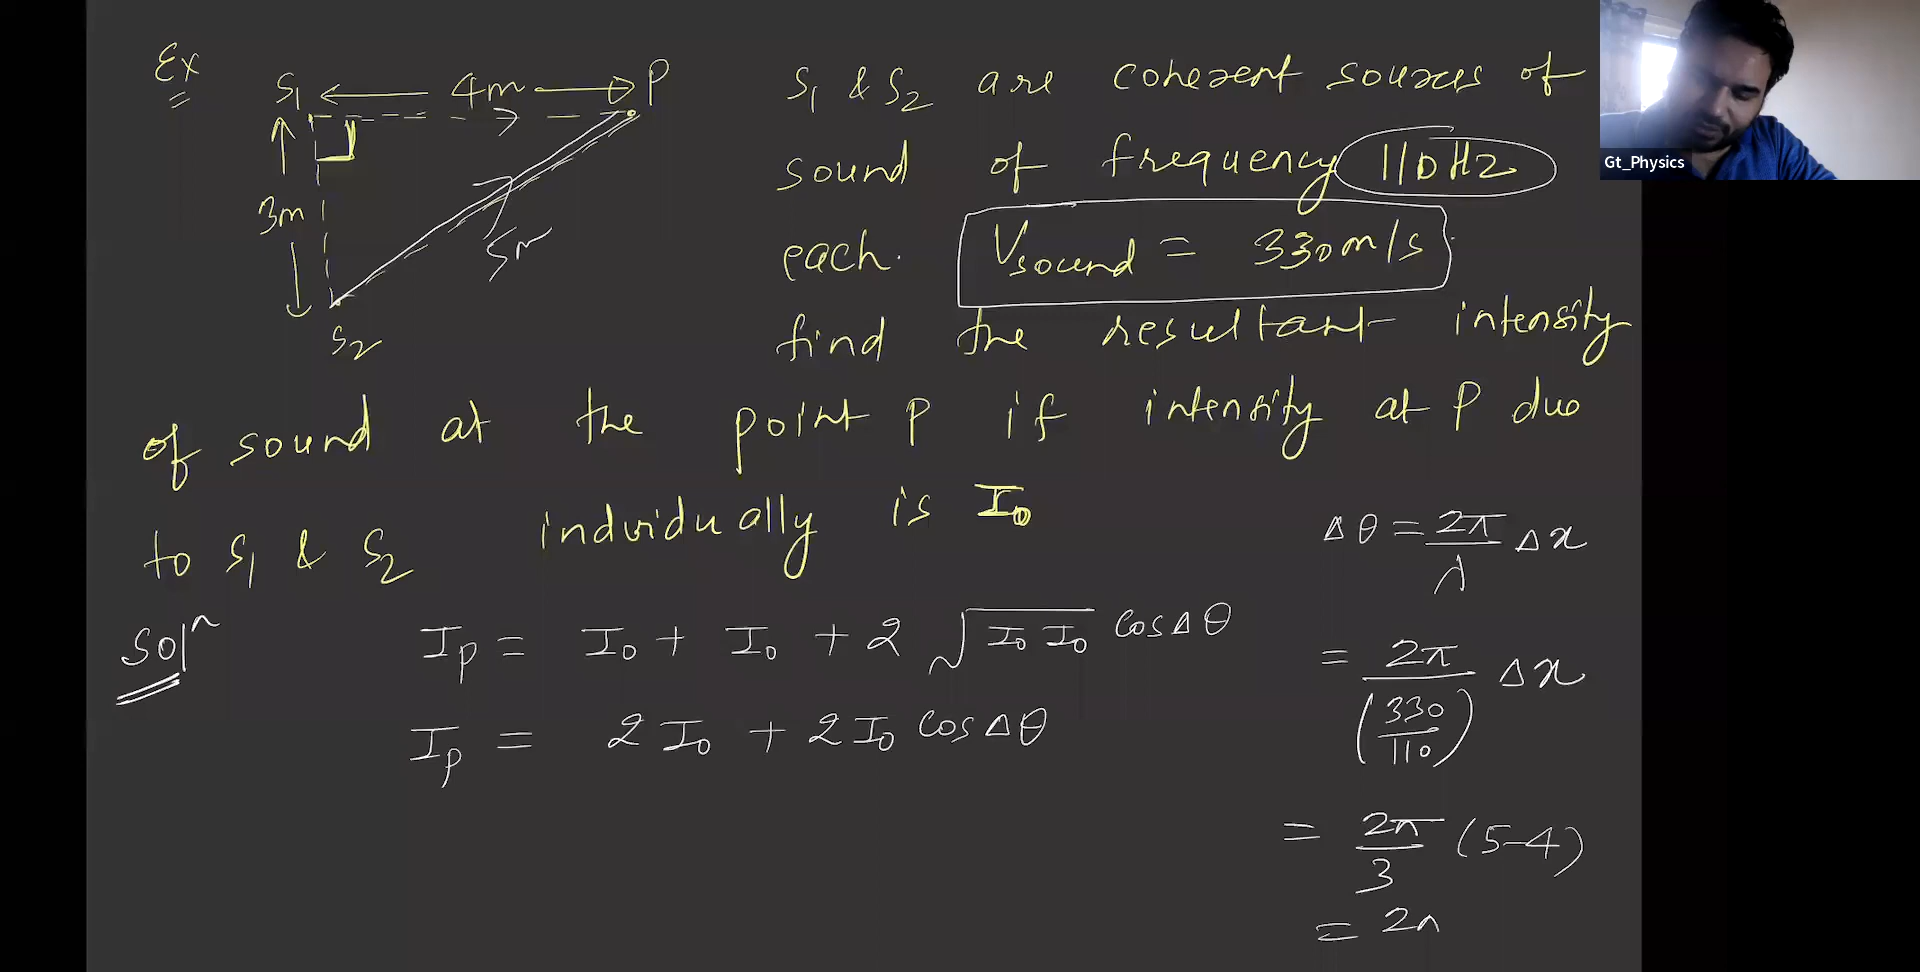 Ex
S1 4m P
3m
5m
S2
S1 & S2 are coherent sources of
sound of frequency 110Hz
each. Vsound = 330m/s
find the resultant intensity
of sound at the point P if intensity at P due
to S1 & S2 indvidually is I0
Solⁿ
Ip = I0 + I0 + 2 √I0 I0 cosΔθ
Ip = 2I0 + 2I0 cosΔθ
Δθ = 2π/λ Δx
= 2π/(330/110) Δx
= 2π/3 (5-4)
= 2π
Gt_Physics